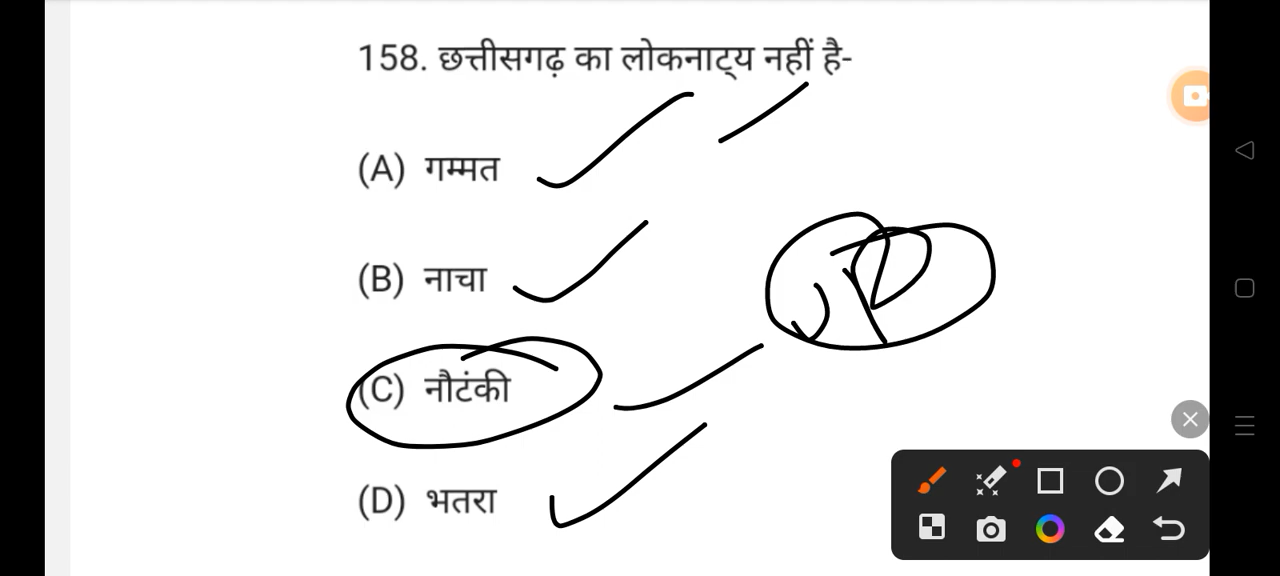 158. छत्तीसगढ़ का लोकनाट्य नहीं है-
(A) गम्मत
(B) नाचा
(C) नौटंकी
(D) भतरा